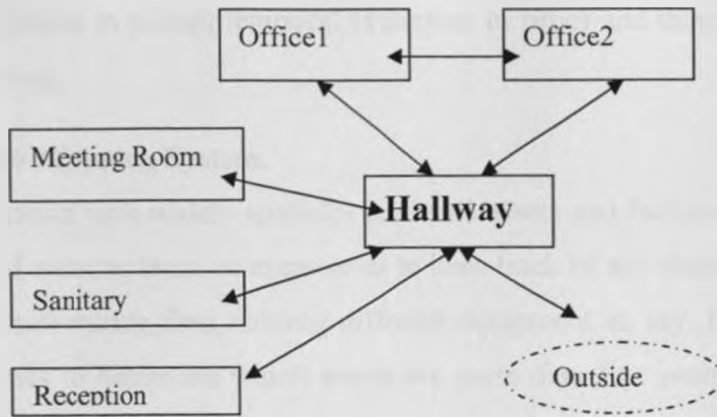 Office1
Office2
Meeting Room
Hallway
Sanitary
Reception
Outside